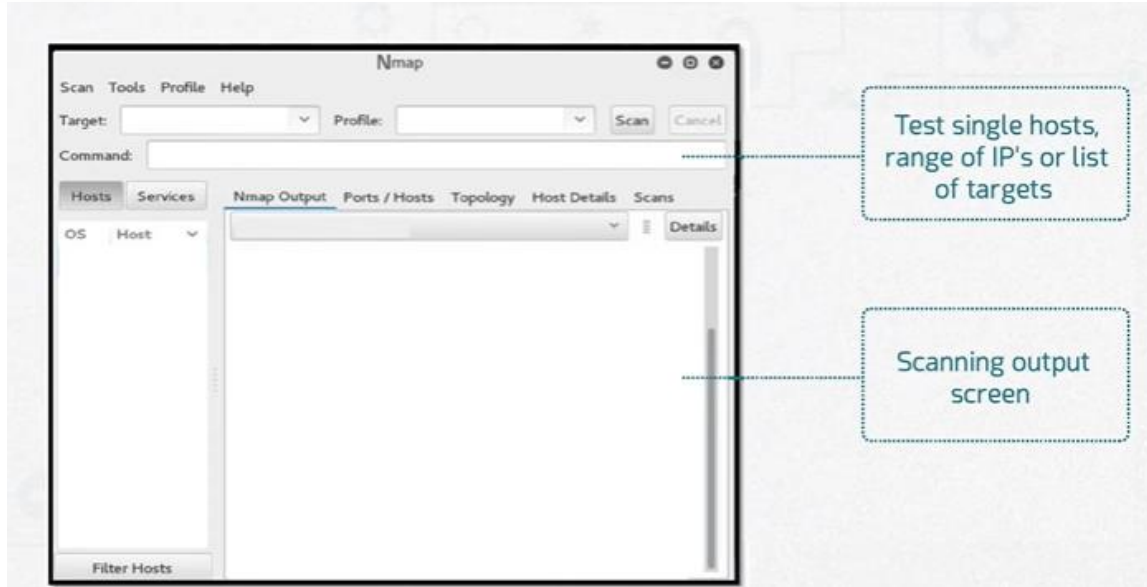 Nmap
Scan Tools Profile Help
Target: Profile: Scan Cancel
Command:
Hosts Services Nmap Output Ports / Hosts Topology Host Details Scans
OS Host Details
Filter Hosts
Test single hosts,
range of IP's or list
of targets
Scanning output
screen